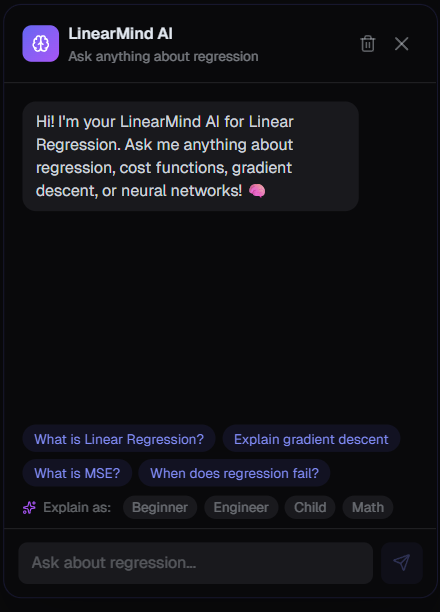 LinearMind AI
Ask anything about regression
Hi! I'm your LinearMind AI for Linear
Regression. Ask me anything about
regression, cost functions, gradient
descent, or neural networks! 🧠
What is Linear Regression?
Explain gradient descent
What is MSE?
When does regression fail?
Explain as:
Beginner
Engineer
Child
Math
Ask about regression...